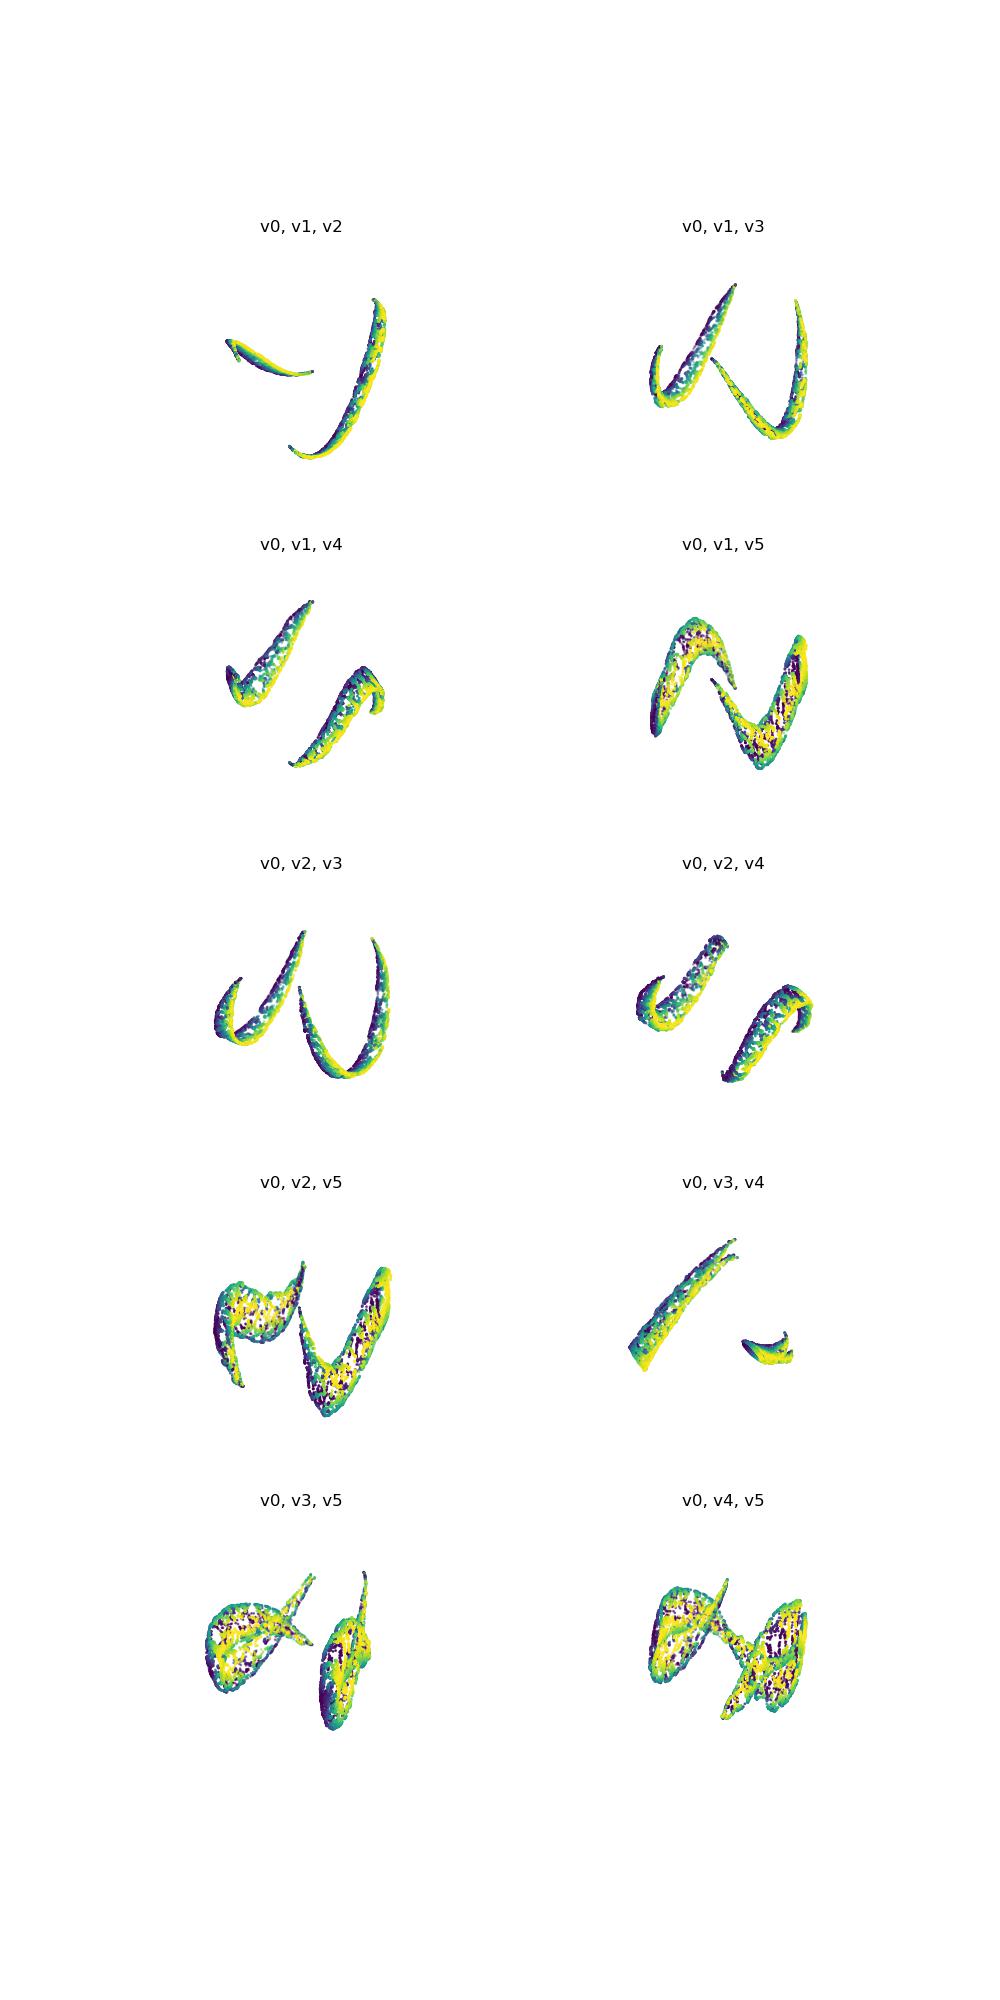 v0, v1, v2
v0, v1, v3
v0, v1, v4
v0, v1, v5
v0, v2, v3
v0, v2, v4
v0, v2, v5
v0, v3, v4
v0, v3, v5
v0, v4, v5